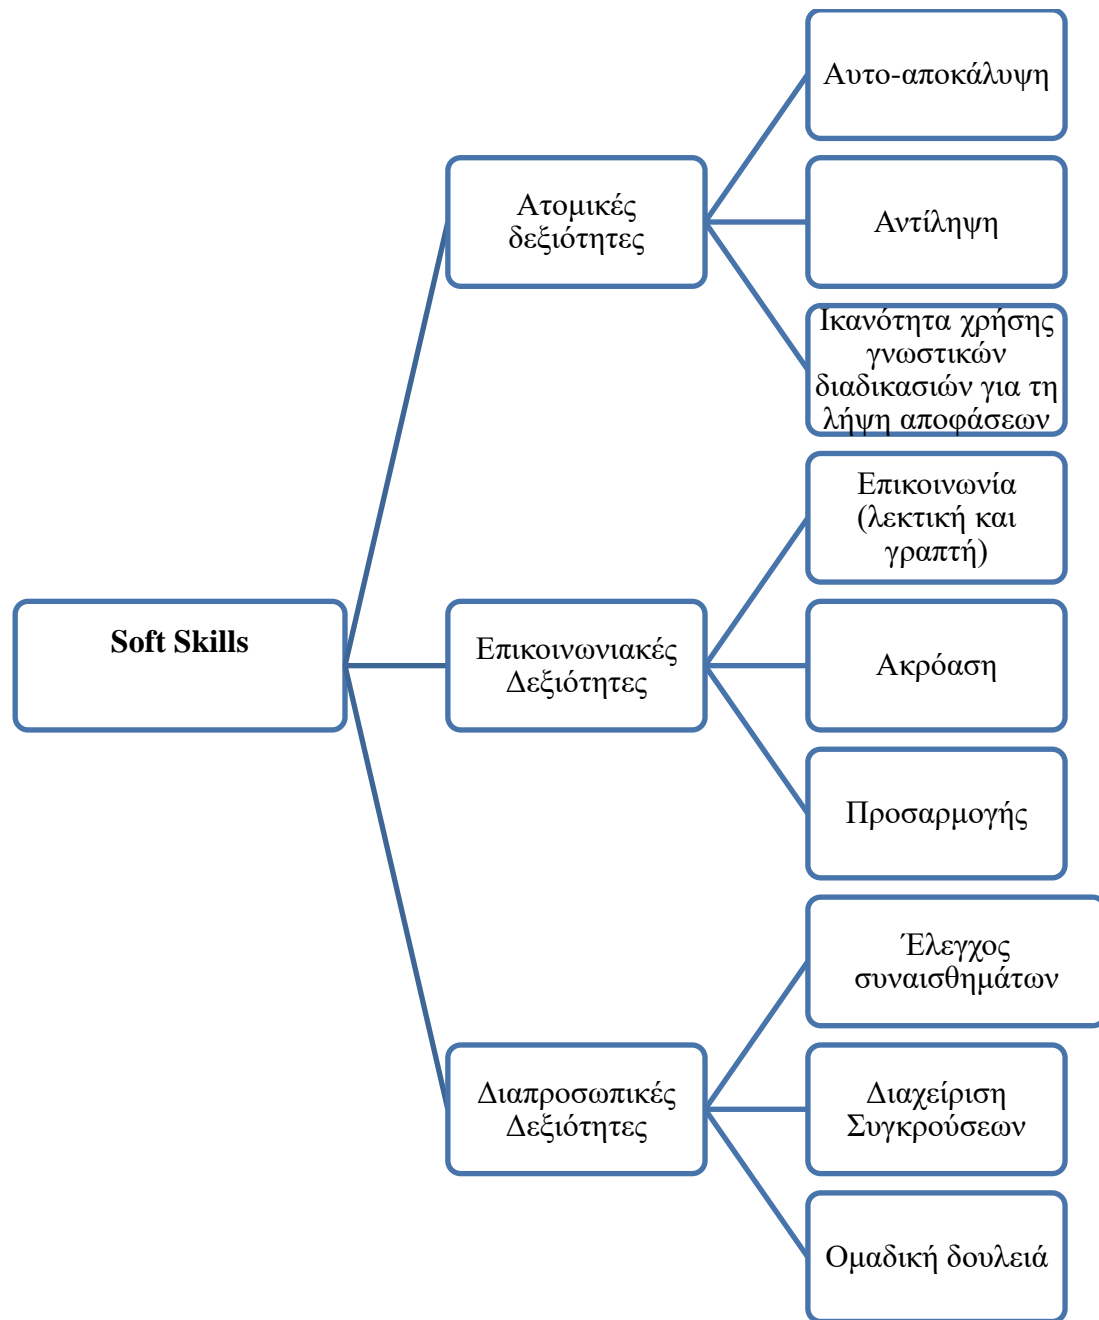 Soft Skills
Ατομικές
δεξιότητες
Αυτο-αποκάλυψη
Αντίληψη
Ικανότητα χρήσης
γνωστικών
διαδικασιών για τη
λήψη αποφάσεων
Επικοινωνιακές
Δεξιότητες
Επικοινωνία
(λεκτική και
γραπτή)
Ακρόαση
Προσαρμογής
Διαπροσωπικές
Δεξιότητες
Έλεγχος
συναισθημάτων
Διαχείριση
Συγκρούσεων
Ομαδική δουλειά